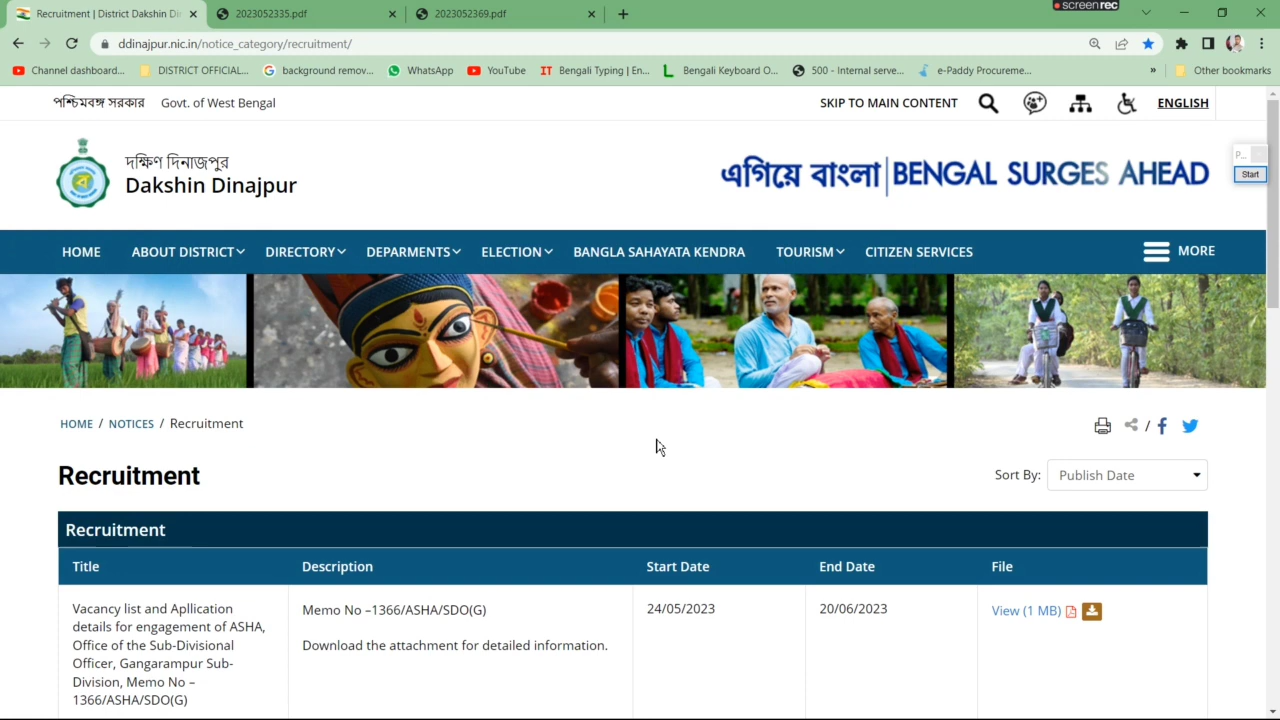 Recruitment | District Dakshin Di
2023052335.pdf
2023052369.pdf
screenrec
ddinajpur.nic.in/notice_category/recruitment/
Channel dashboard...
DISTRICT OFFICIAL...
background remov...
WhatsApp
YouTube
Bengali Typing | En...
Bengali Keyboard O...
500 - Internal serve...
e-Paddy Procureme...
»
Other bookmarks
পশ্চিমবঙ্গ সরকার Govt. of West Bengal
SKIP TO MAIN CONTENT
ENGLISH
দক্ষিণ দিনাজপুর
Dakshin Dinajpur
এগিয়ে বাংলা | BENGAL SURGES AHEAD
P...
Start
HOME ABOUT DISTRICT DIRECTORY DEPARMENTS ELECTION BANGLA SAHAYATA KENDRA TOURISM CITIZEN SERVICES MORE
HOME / NOTICES / Recruitment
Recruitment
Sort By: Publish Date
Recruitment
Title Description Start Date End Date File
Vacancy list and Apllication
details for engagement of ASHA,
Office of the Sub-Divisional
Officer, Gangarampur Sub-
Division, Memo No –
1366/ASHA/SDO(G)
Memo No –1366/ASHA/SDO(G)
Download the attachment for detailed information.
24/05/2023
20/06/2023
View (1 MB)